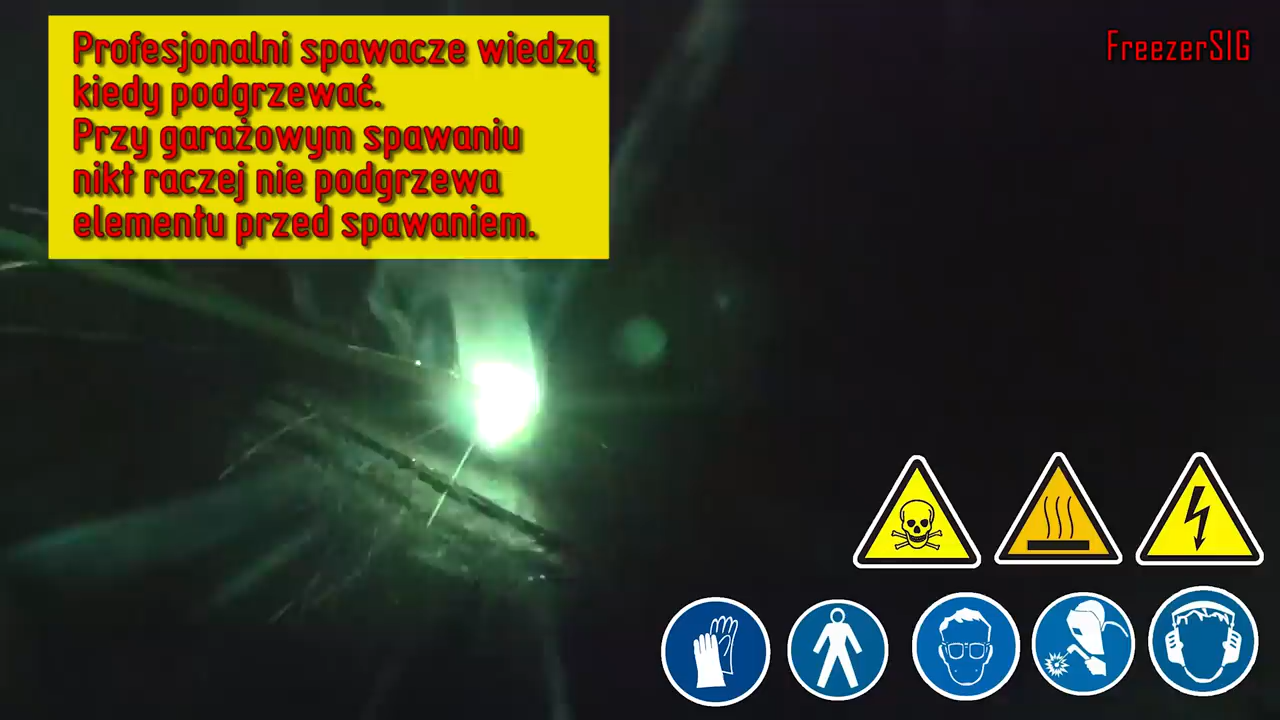 Profesjonalni spawacze wiedzą
kiedy podgrzewać.
Przy garażowym spawaniu
nikt raczej nie podgrzewa
elementu przed spawaniem.
FreezerSIG